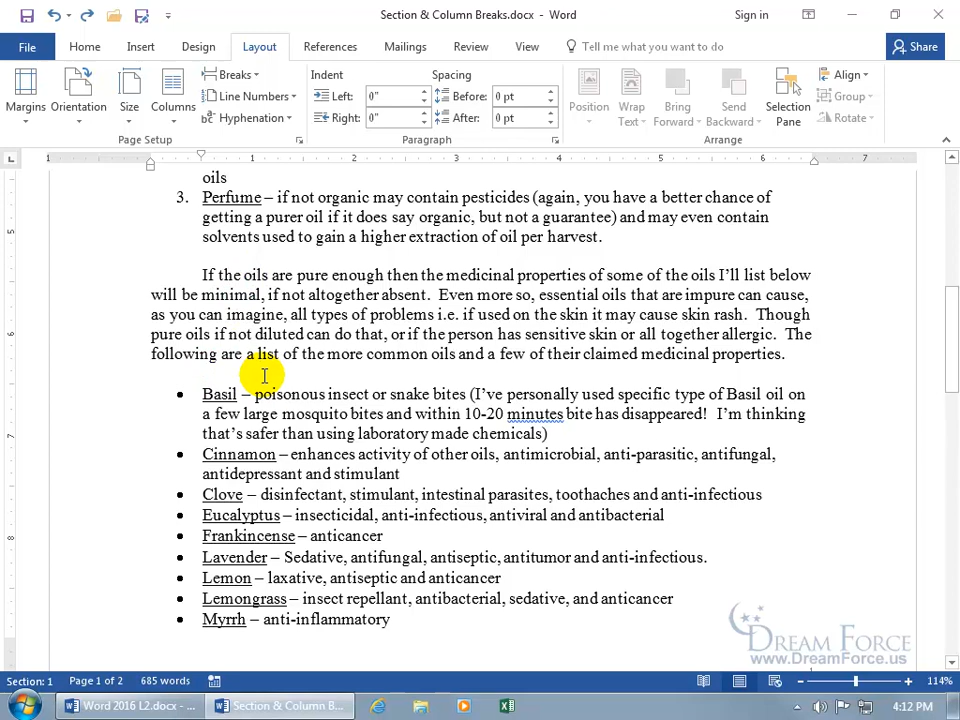 Section & Column Breaks.docx - Word
Sign in
File
Home
Insert
Design
Layout
References
Mailings
Review
View
Tell me what you want to do
Share
Margins
Orientation
Size
Columns
Breaks
Line Numbers
Hyphenation
Page Setup
Indent
Left: 0"
Right: 0"
Spacing
Before: 0 pt
After: 0 pt
Paragraph
Position
Wrap
Text
Bring
Forward
Send
Backward
Selection
Pane
Align
Group
Rotate
Arrange
L
1 1 2 3 4 5 6 7
5
6
7
8
oils
3. Perfume – if not organic may contain pesticides (again, you have a better chance of
getting a purer oil if it does say organic, but not a guarantee) and may even contain
solvents used to gain a higher extraction of oil per harvest.
If the oils are pure enough then the medicinal properties of some of the oils I’ll list below
will be minimal, if not altogether absent. Even more so, essential oils that are impure can cause,
as you can imagine, all types of problems i.e. if used on the skin it may cause skin rash. Though
pure oils if not diluted can do that, or if the person has sensitive skin or all together allergic. The
following are a list of the more common oils and a few of their claimed medicinal properties.
• Basil – poisonous insect or snake bites (I’ve personally used specific type of Basil oil on
a few large mosquito bites and within 10-20 minutes bite has disappeared! I’m thinking
that’s safer than using laboratory made chemicals)
• Cinnamon – enhances activity of other oils, antimicrobial, anti-parasitic, antifungal,
antidepressant and stimulant
• Clove – disinfectant, stimulant, intestinal parasites, toothaches and anti-infectious
• Eucalyptus – insecticidal, anti-infectious, antiviral and antibacterial
• Frankincense – anticancer
• Lavender – Sedative, antifungal, antiseptic, antitumor and anti-infectious.
• Lemon – laxative, antiseptic and anticancer
• Lemongrass – insect repellant, antibacterial, sedative, and anticancer
• Myrrh – anti-inflammatory
DREAM FORCE
www.DreamForce.us
Section: 1
Page 1 of 2
685 words
114%
Word 2016 L2.docx - ...
Section & Column B...
4:12 PM